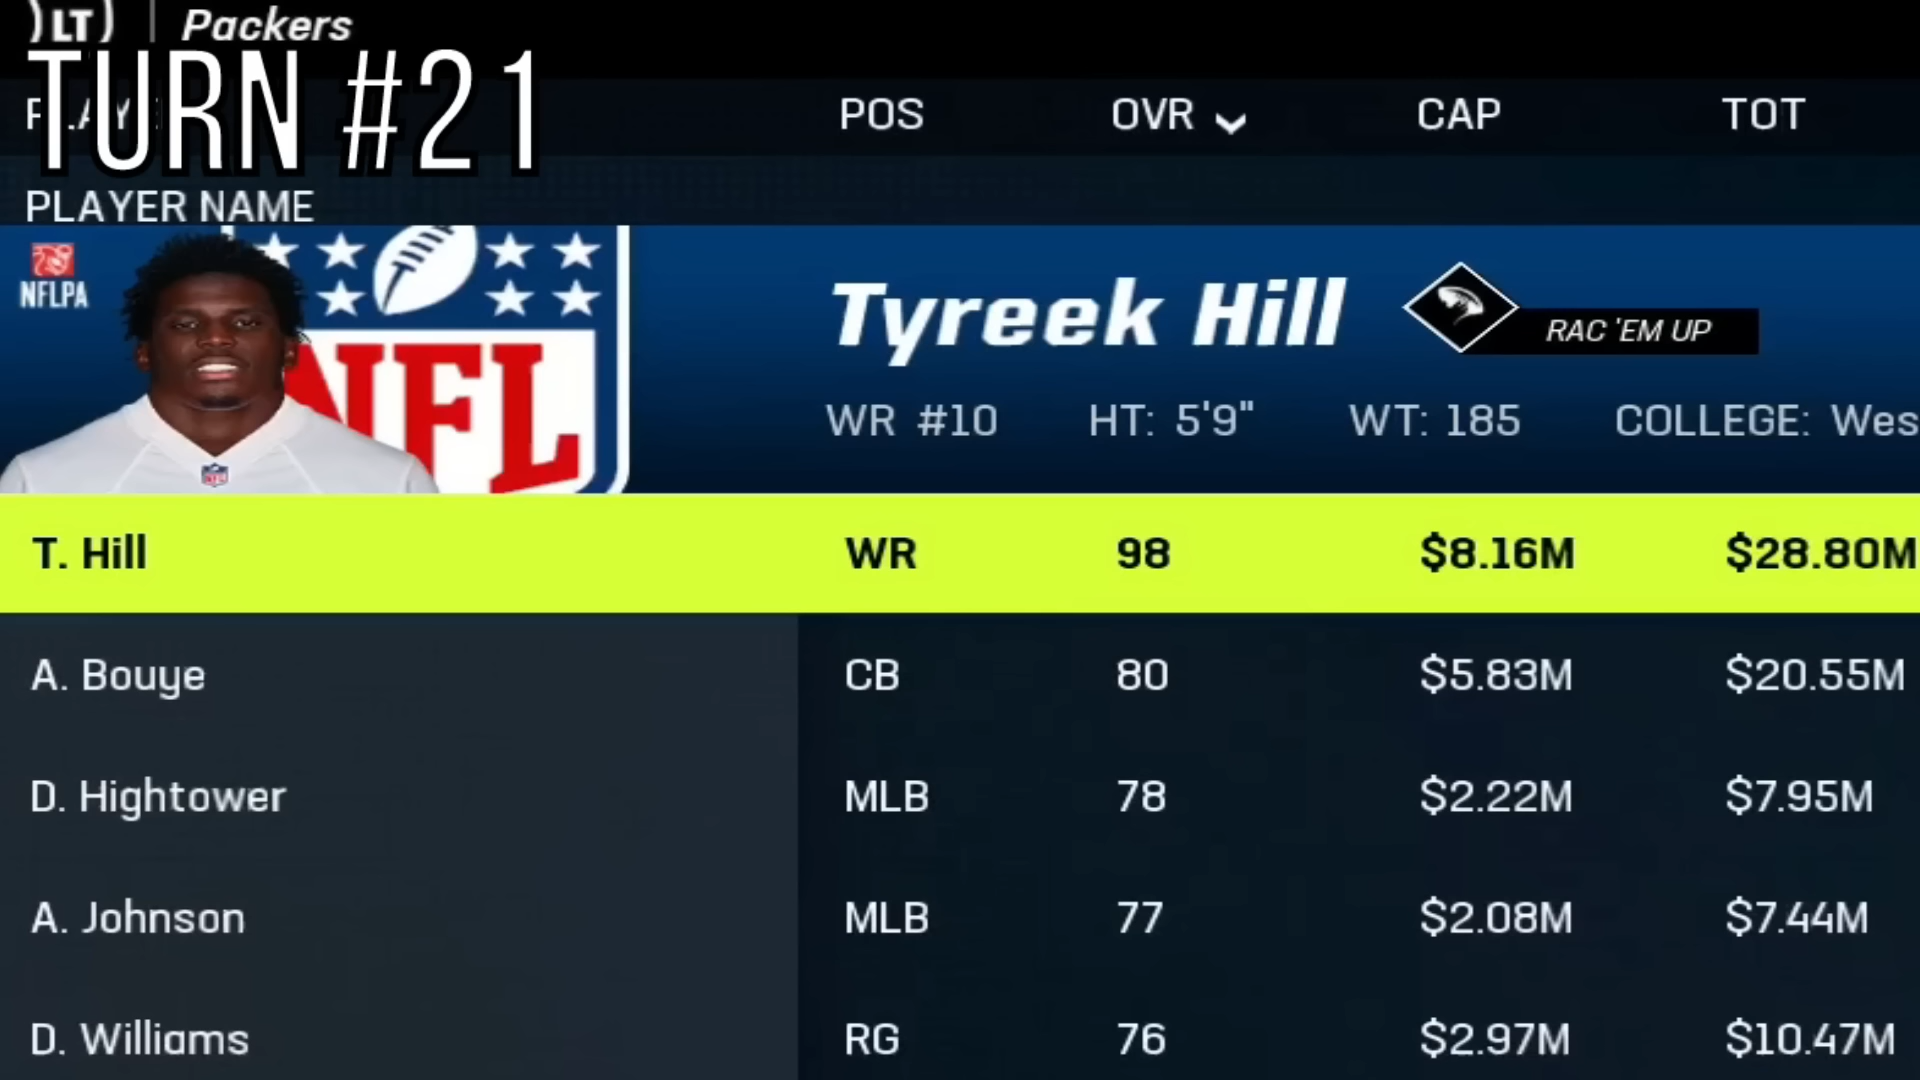 LT | Packers
TURN #21
PLAYER POS OVR CAP TOT
PLAYER NAME
NFLPA
NFL
Tyreek Hill RAC 'EM UP
WR #10 HT: 5'9" WT: 185 COLLEGE: Wes
T. Hill WR 98 $8.16M $28.80M
A. Bouye CB 80 $5.83M $20.55M
D. Hightower MLB 78 $2.22M $7.95M
A. Johnson MLB 77 $2.08M $7.44M
D. Williams RG 76 $2.97M $10.47M